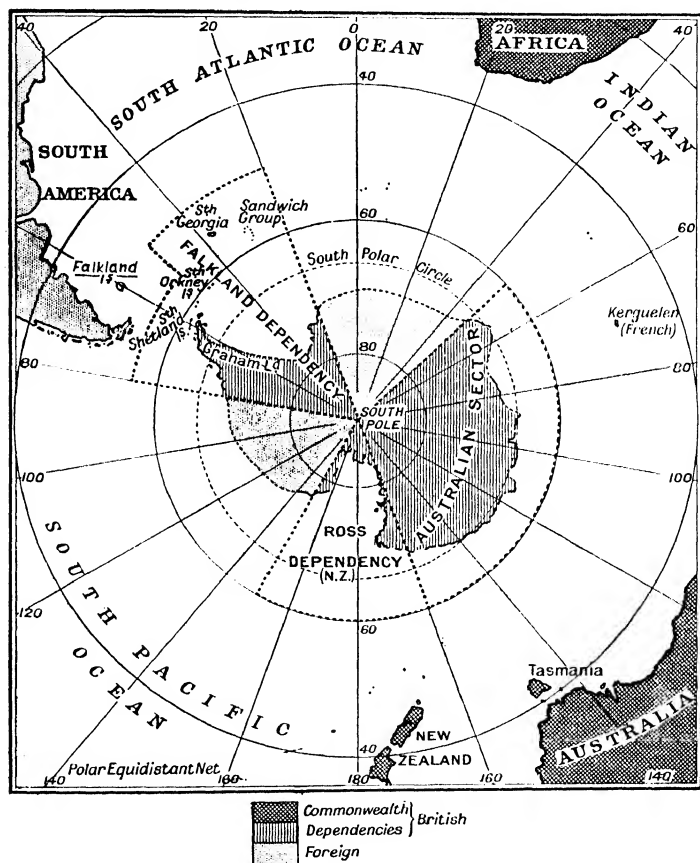 40
20
0
20
40
SOUTH ATLANTIC OCEAN
AFRICA
INDIAN
OCEAN
40
SOUTH
AMERICA
Sth
Georgia
Sandwich
Group
60
60
South Polar Circle
FALKLAND DEPENDENCY
Falkland
Is
Sth
Orkney
Is
Sth
Shetland
Is
Graham Ld
Kerguelen
(French)
80
80
80
SOUTH
POLE
AUSTRALIAN SECTOR
100
100
ROSS
DEPENDENCY
(N.Z.)
SOUTH PACIFIC
OCEAN
120
60
Tasmania
AUSTRALIA
NEW
ZEALAND
40
Polar Equidistant Net
140
160
180
160
140
Commonwealth
Dependencies
British
Foreign